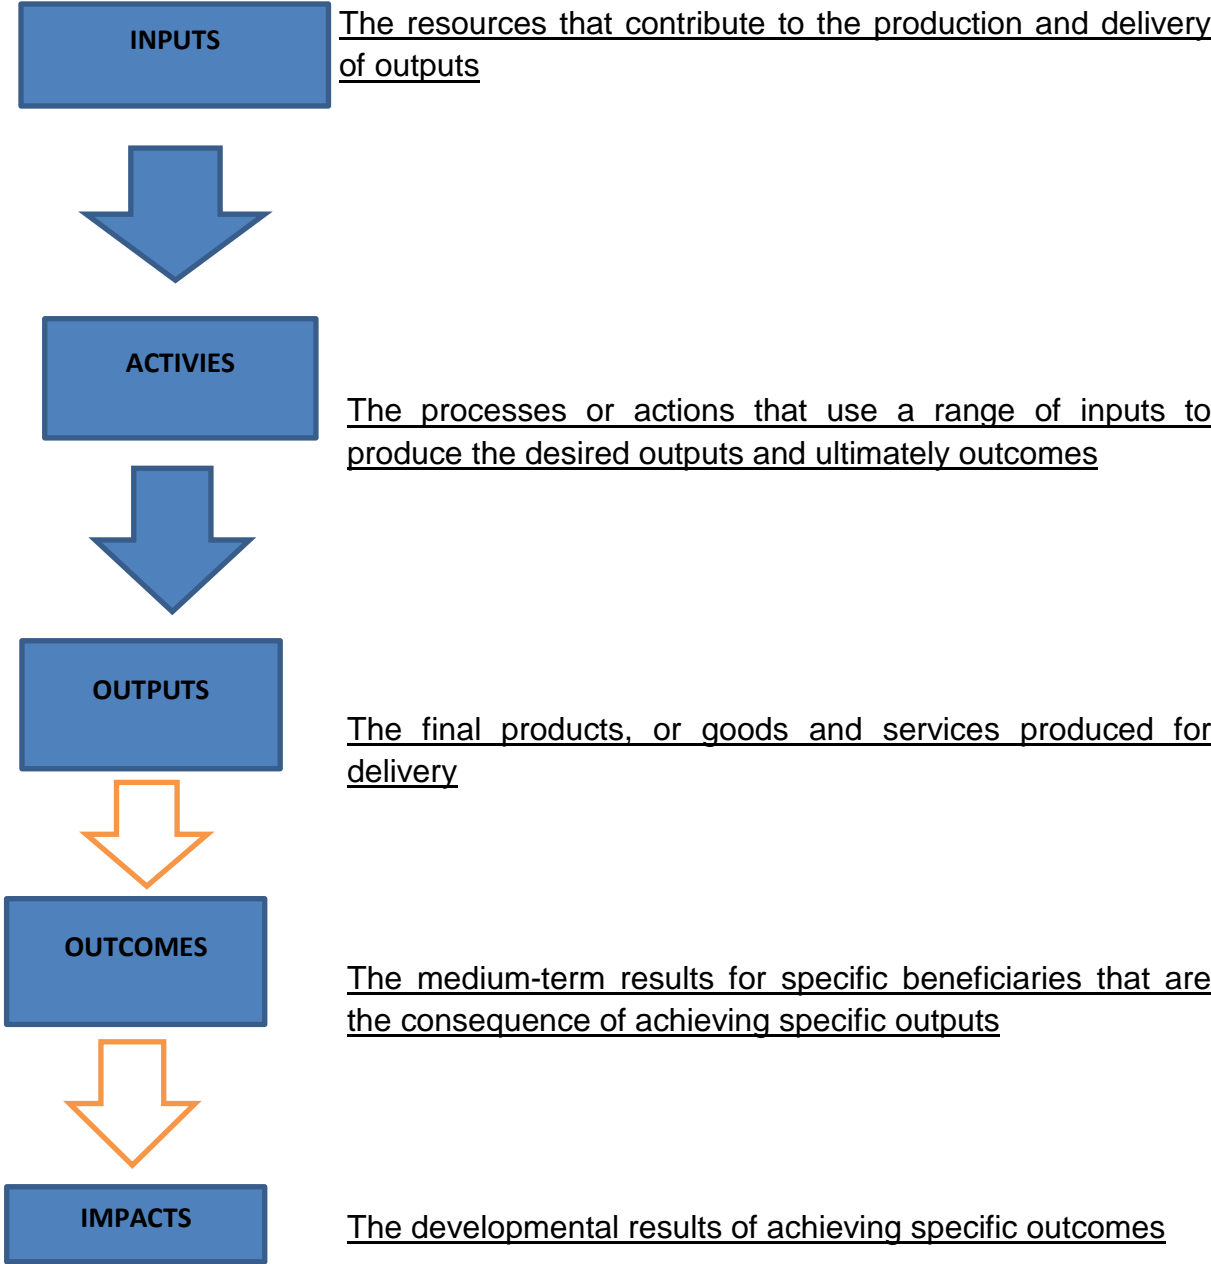 INPUTS
The resources that contribute to the production and delivery
of outputs
ACTIVIES
The processes or actions that use a range of inputs to
produce the desired outputs and ultimately outcomes
OUTPUTS
The final products, or goods and services produced for
delivery
OUTCOMES
The medium-term results for specific beneficiaries that are
the consequence of achieving specific outputs
IMPACTS
The developmental results of achieving specific outcomes